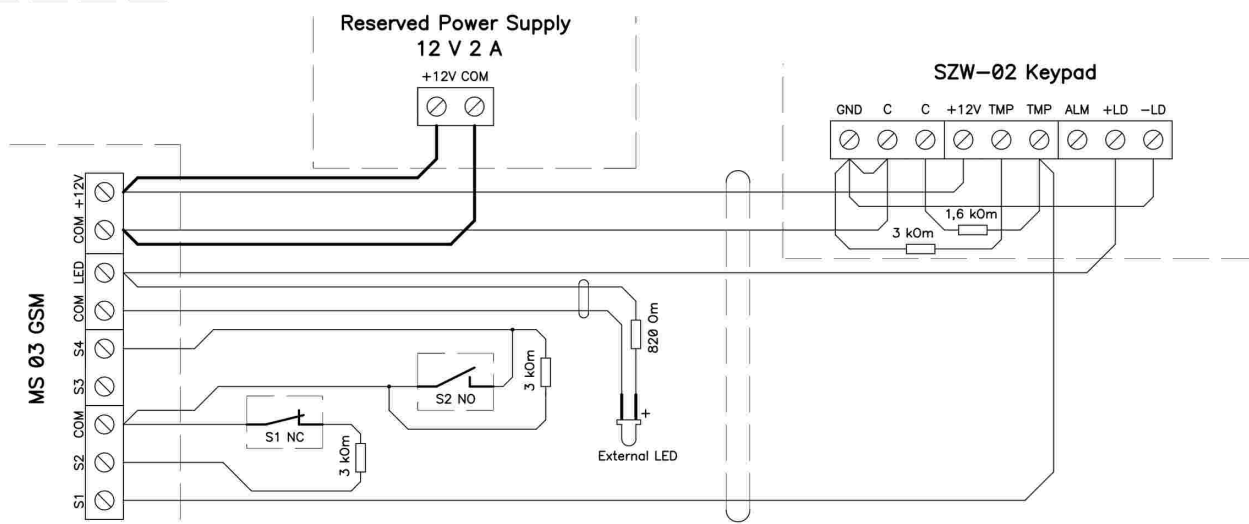 Reserved Power Supply
12 V 2 A
+12V COM
SZW-02 Keypad
GND C C +12V TMP TMP ALM +LD -LD
1,6 kOm
3 kOm
MS 03 GSM
+12V
COM
LED
COM
S4
S3
COM
S2
S1
820 Om
3 kOm
S2 NO
S1 NC
3 kOm
+
External LED